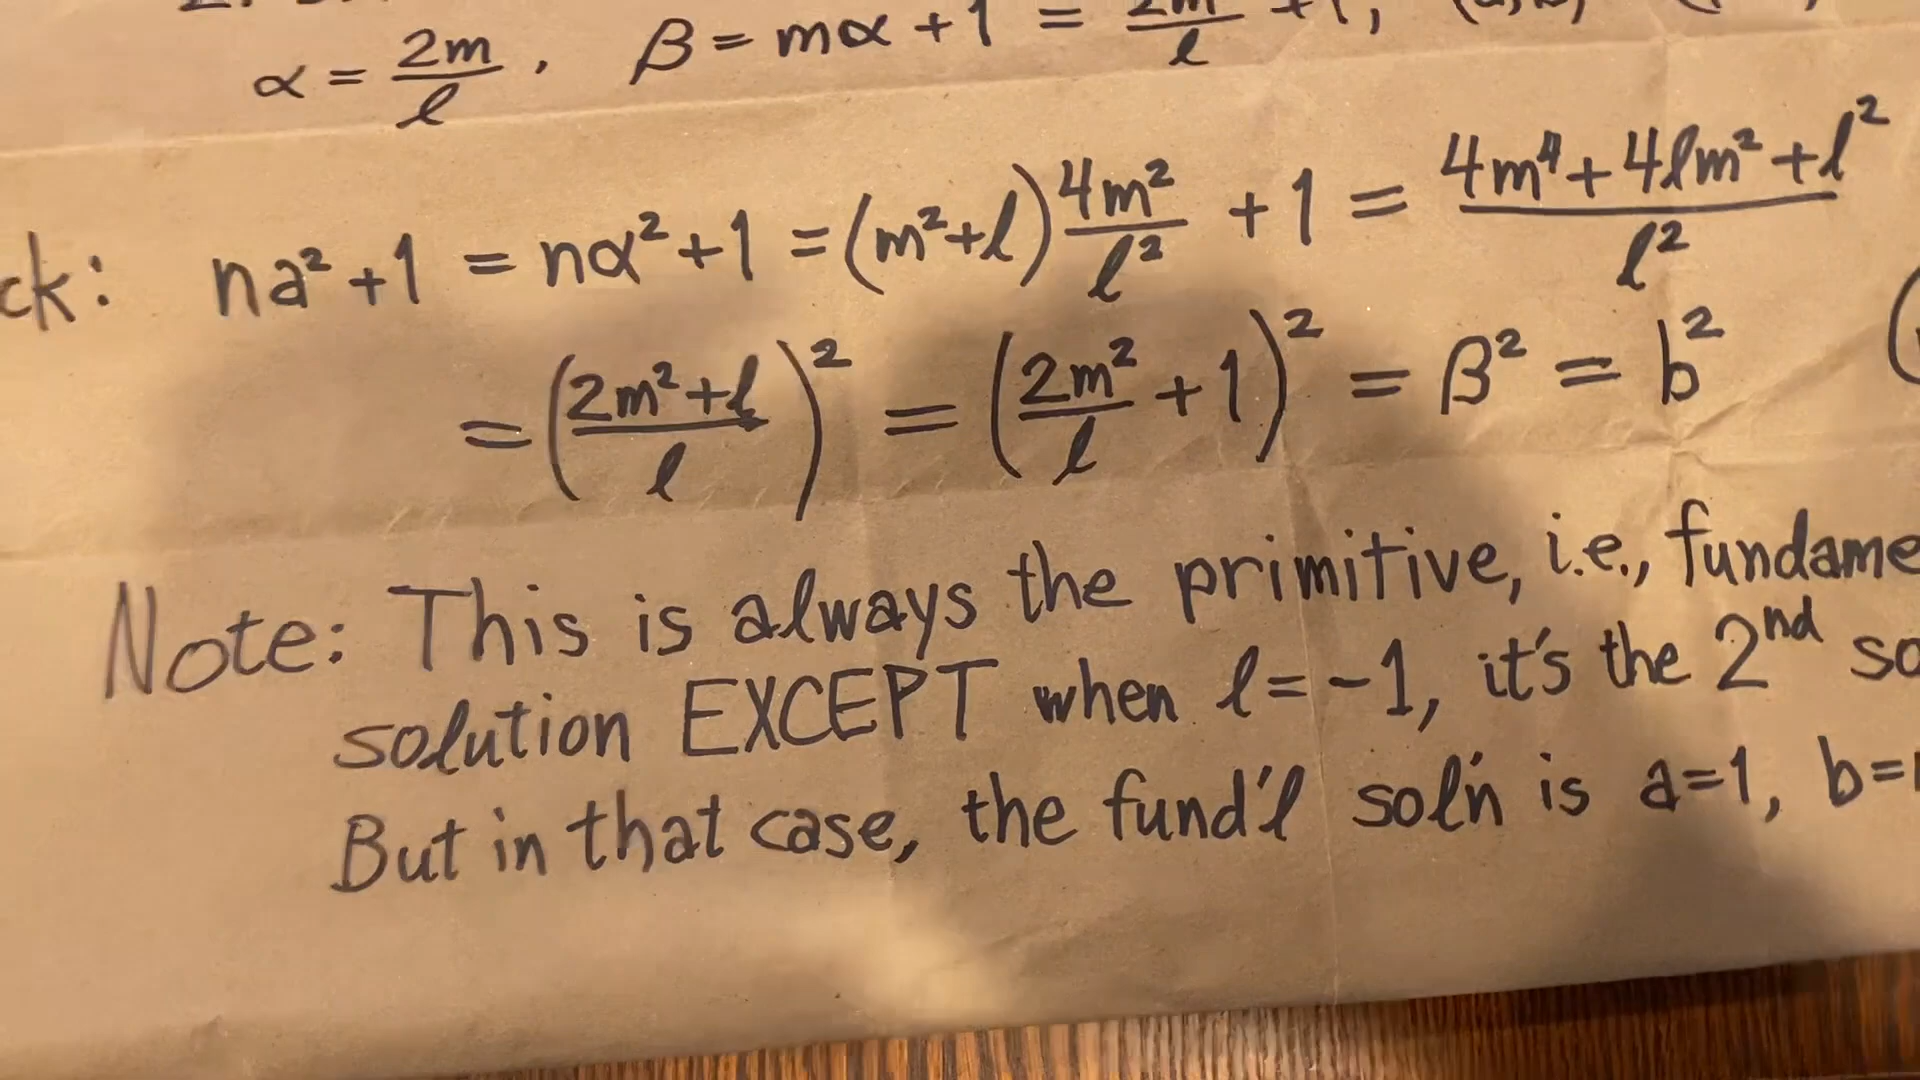 α = 2m/l, β = mα + 1 = 2m/l + 1,
ck: na² + 1 = nα² + 1 = (m² + l) 4m²/l² + 1 = (4m⁴ + 4lm² + l²)/l²
= ((2m² + l)/l)² = (2m²/l + 1)² = β² = b²
Note: This is always the primitive, i.e., fundame
solution EXCEPT when l = -1, it's the 2nd so
But in that case, the fund'l sol'n is a=1, b=